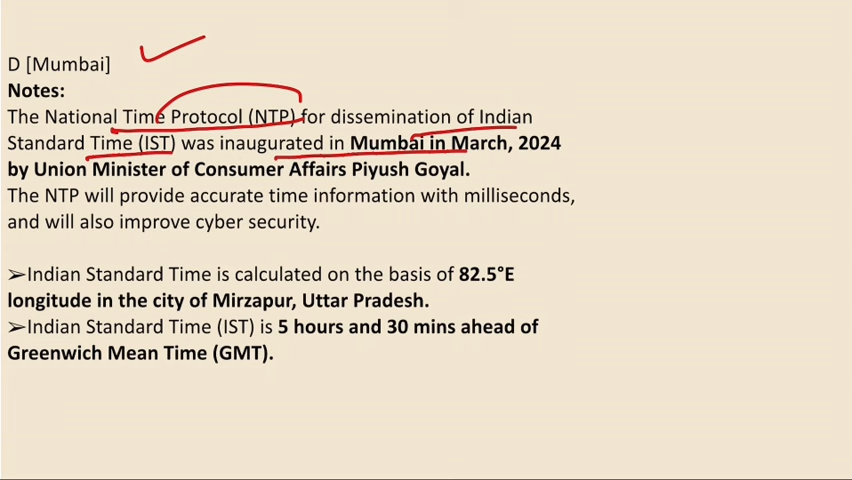 D [Mumbai]
Notes:
The National Time Protocol (NTP) for dissemination of Indian
Standard Time (IST) was inaugurated in Mumbai in March, 2024
by Union Minister of Consumer Affairs Piyush Goyal.
The NTP will provide accurate time information with milliseconds,
and will also improve cyber security.
➢Indian Standard Time is calculated on the basis of 82.5°E
longitude in the city of Mirzapur, Uttar Pradesh.
➢Indian Standard Time (IST) is 5 hours and 30 mins ahead of
Greenwich Mean Time (GMT).